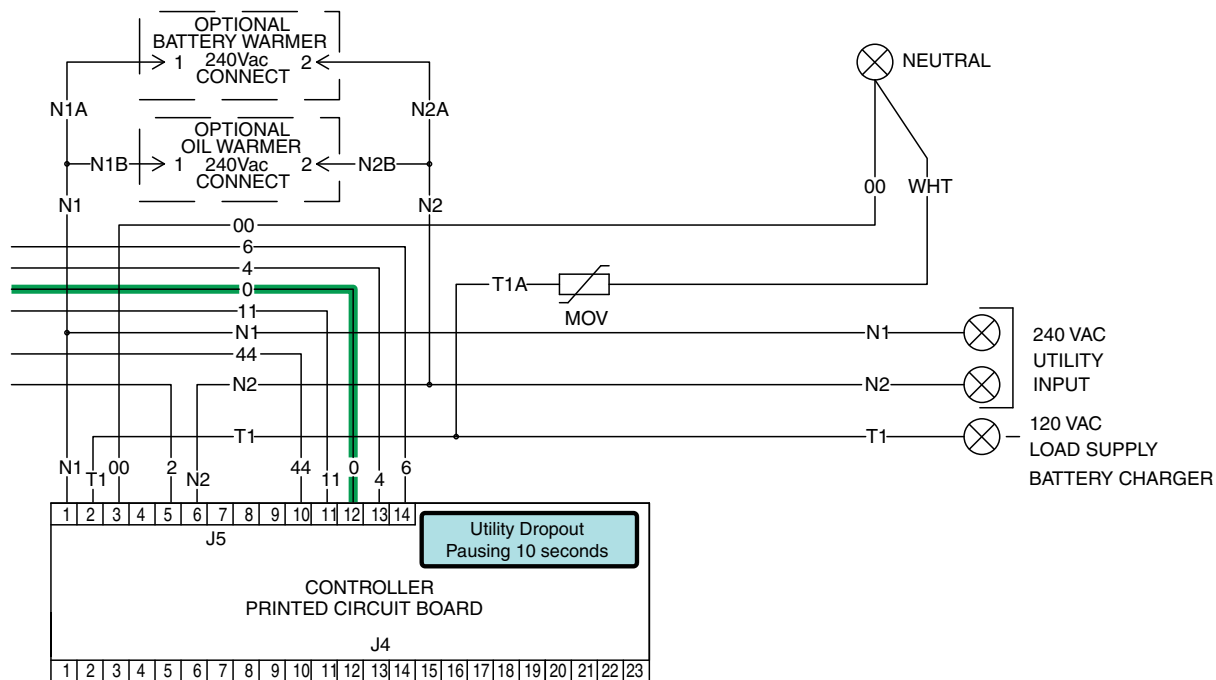 OPTIONAL
BATTERY WARMER
1 240Vac 2
CONNECT
NEUTRAL
N1A N2A
OPTIONAL
OIL WARMER
N1B 1 240Vac 2 N2B
CONNECT
00 WHT
N1 N2
00
6
4
0
T1A
11
MOV
N1 N1
44
N2 N2
T1 T1
240 VAC
UTILITY
INPUT
120 VAC
LOAD SUPPLY
BATTERY CHARGER
N1 T1 00 2 N2 44 11 0 4 6
1 2 3 4 5 6 7 8 9 10 11 12 13 14
J5
Utility Dropout
Pausing 10 seconds
CONTROLLER
PRINTED CIRCUIT BOARD
J4
1 2 3 4 5 6 7 8 9 10 11 12 13 14 15 16 17 18 19 20 21 22 23